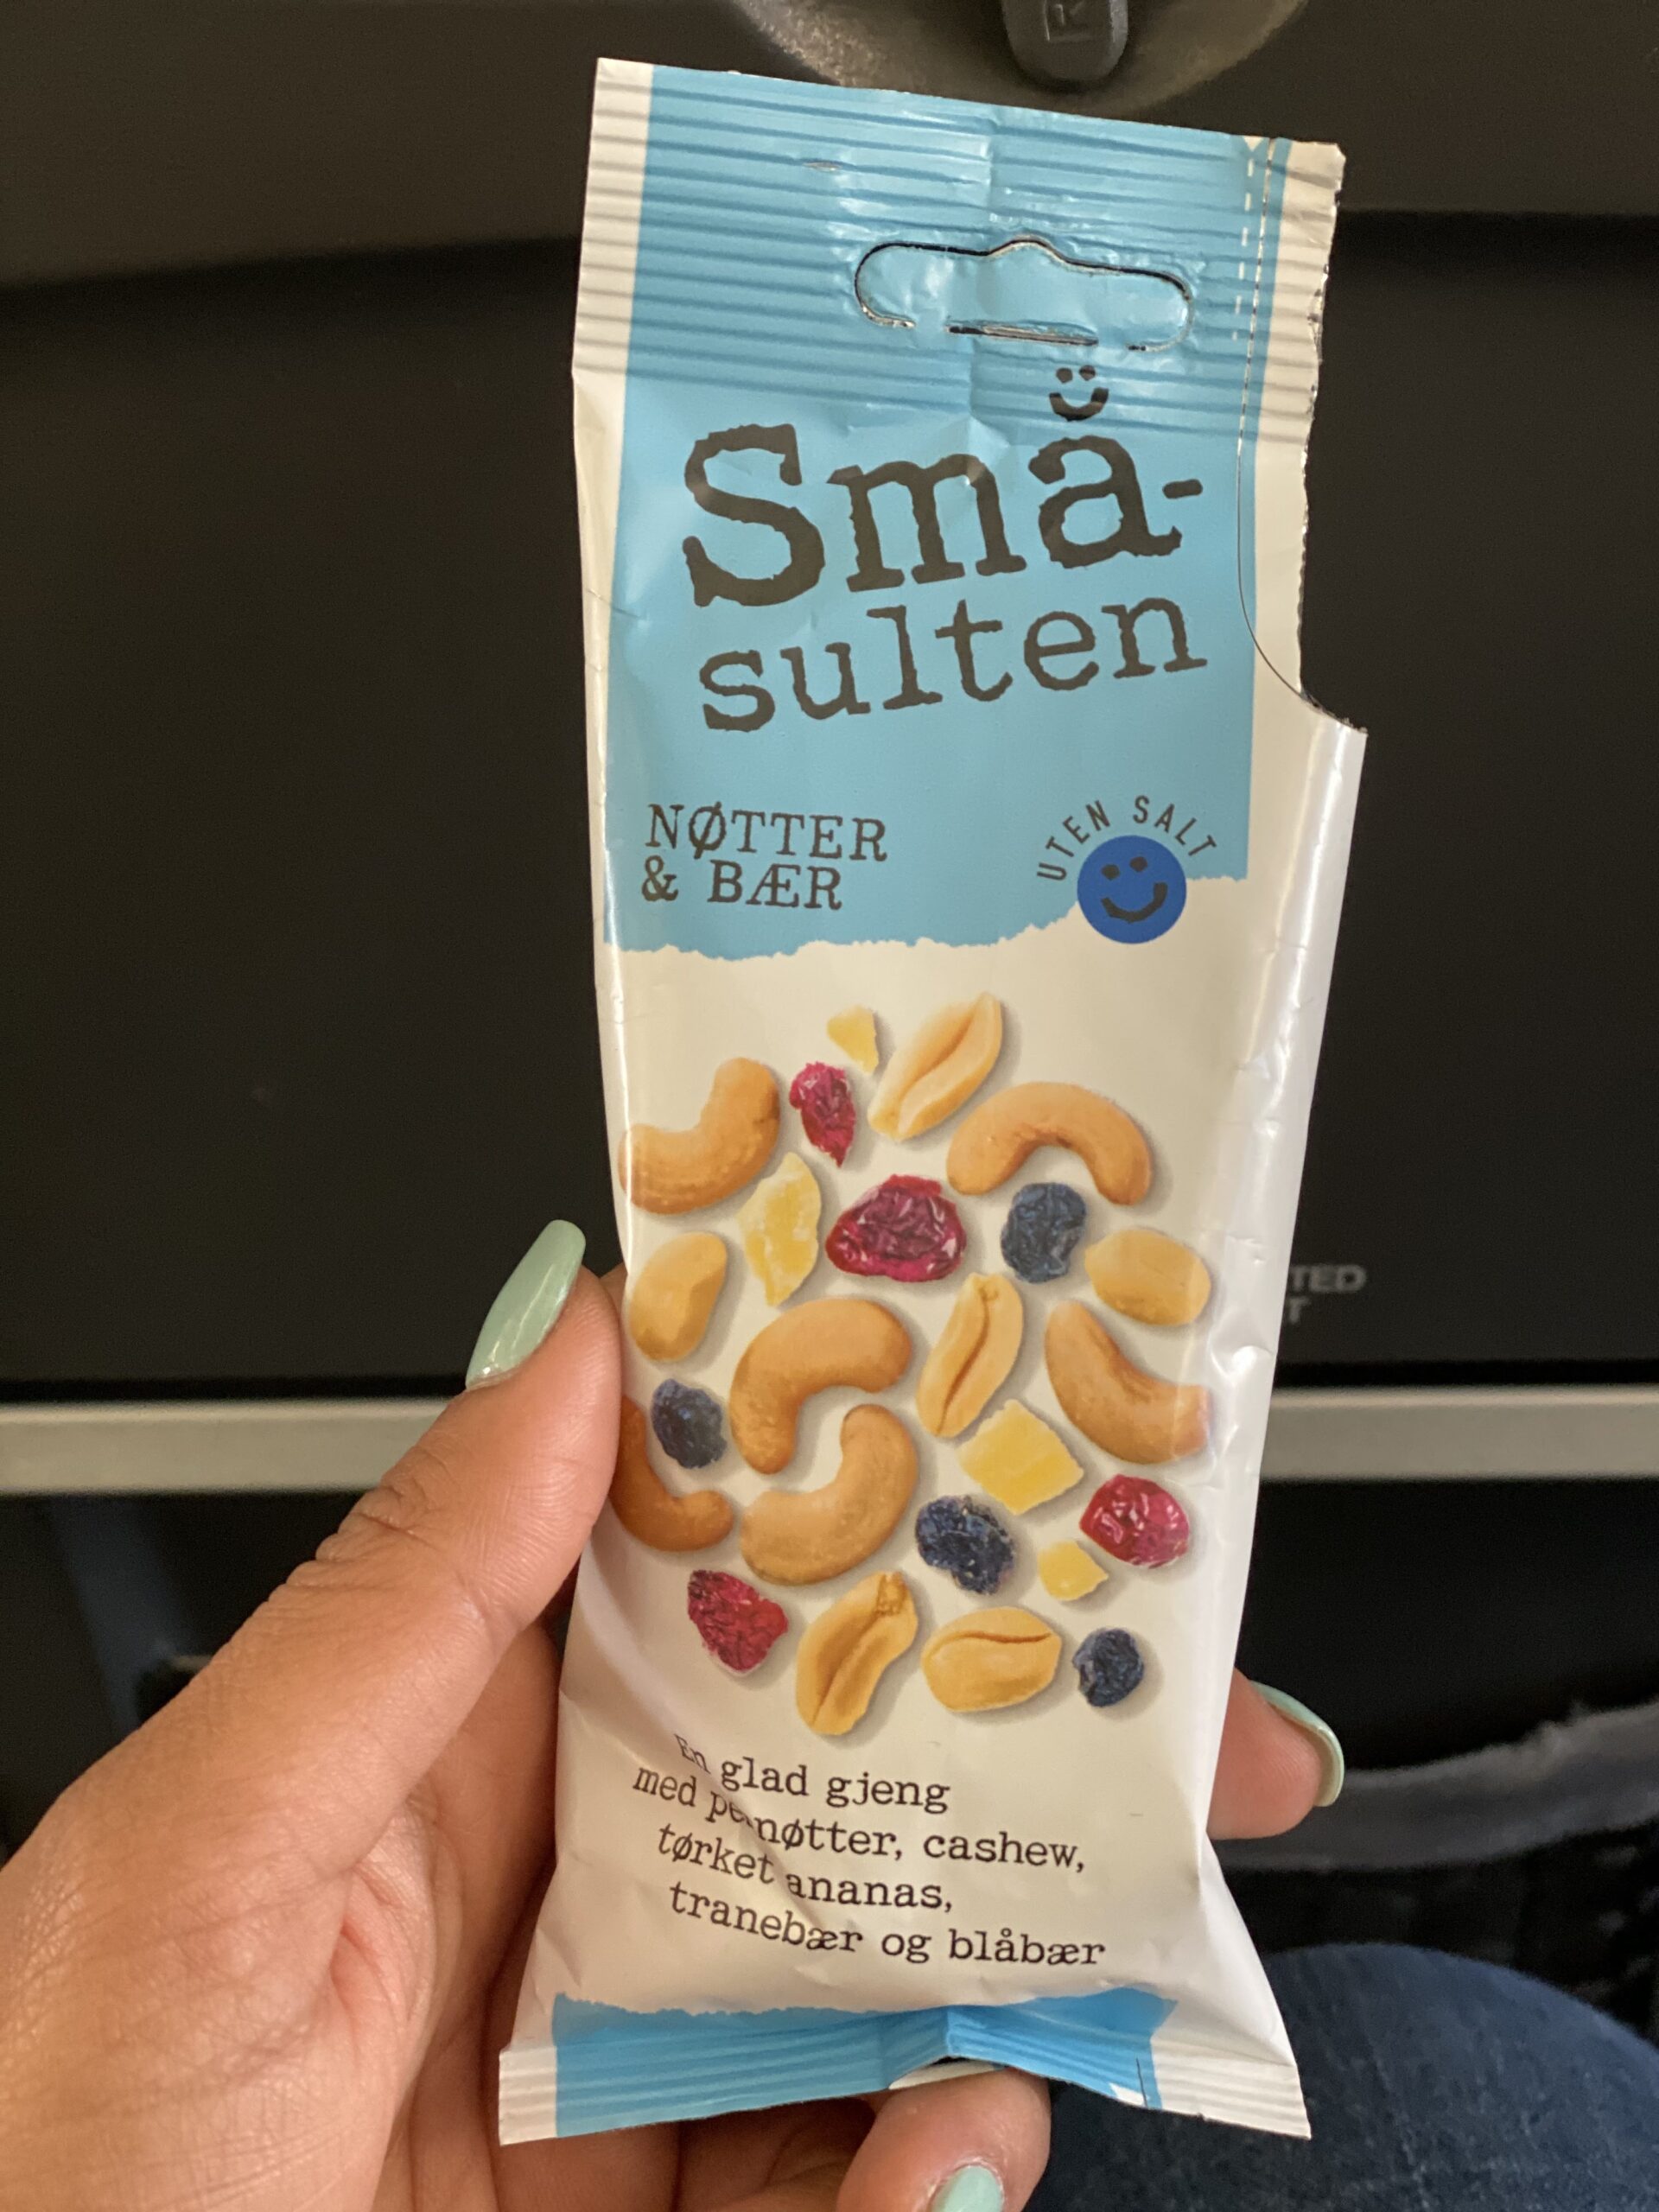 Små-
sulten
NØTTER
& BÆR
UTEN SALT
En glad gjeng
med peanøtter, cashew,
tørket ananas,
tranebær og blåbær